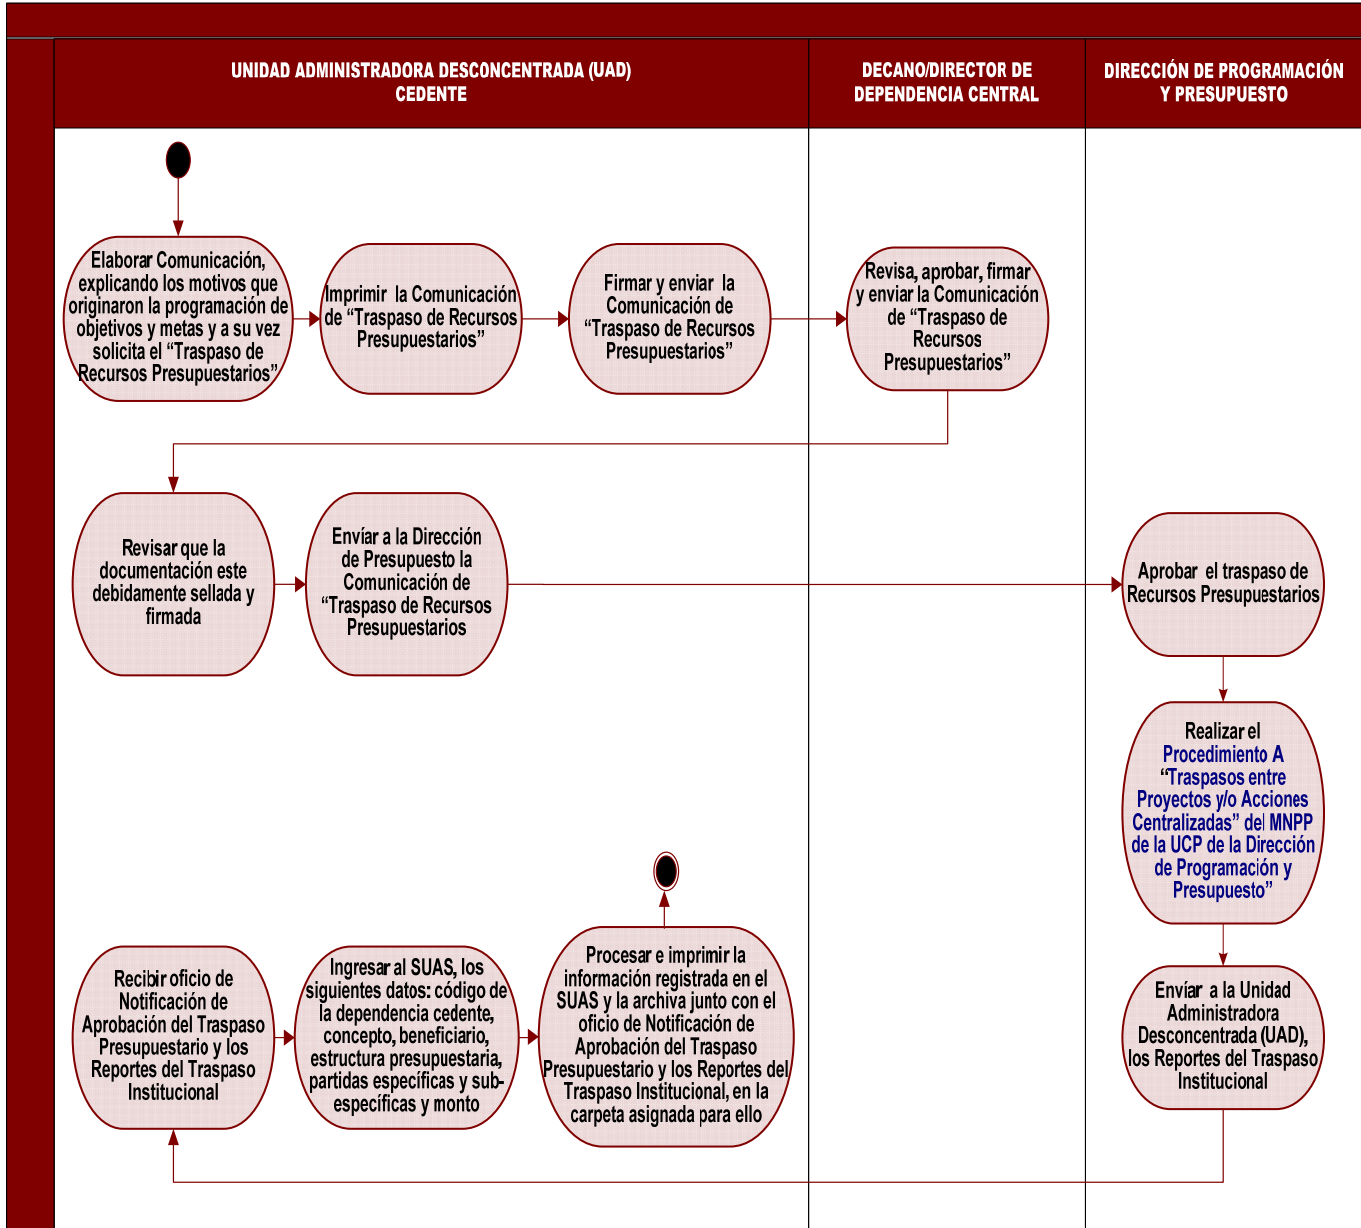 UNIDAD ADMINISTRADORA DESCONCENTRADA (UAD)
CEDENTE
DECANO/DIRECTOR DE
DEPENDENCIA CENTRAL
DIRECCIÓN DE PROGRAMACIÓN
Y PRESUPUESTO
Elaborar Comunicación,
explicando los motivos que
originaron la programación de
objetivos y metas y a su vez
solicita el “Traspaso de
Recursos Presupuestarios”
Imprimir la Comunicación
de “Traspaso de Recursos
Presupuestarios”
Firmar y enviar la
Comunicación de
“Traspaso de Recursos
Presupuestarios”
Revisa, aprobar, firmar
y enviar la Comunicación
de “Traspaso de
Recursos
Presupuestarios”
Revisar que la
documentación este
debidamente sellada y
firmada
Envíar a la Dirección
de Presupuesto la
Comunicación de
“Traspaso de Recursos
Presupuestarios
Aprobar el traspaso de
Recursos Presupuestarios
Realizar el
Procedimiento A
“Traspasos entre
Proyectos y/o Acciones
Centralizadas” del MNPP
de la UCP de la Dirección
de Programación y
Presupuesto”
Envíar a la Unidad
Administradora
Desconcentrada (UAD),
los Reportes del Traspaso
Institucional
Recibir oficio de
Notificación de
Aprobación del Traspaso
Presupuestario y los
Reportes del Traspaso
Institucional
Ingresar al SUAS, los
siguientes datos: código de
la dependencia cedente,
concepto, beneficiario,
estructura presupuestaria,
partidas específicas y sub-
específicas y monto
Procesar e imprimir la
información registrada en el
SUAS y la archiva junto con el
oficio de Notificación de
Aprobación del Traspaso
Presupuestario y los Reportes del
Traspaso Institucional, en la
carpeta asignada para ello